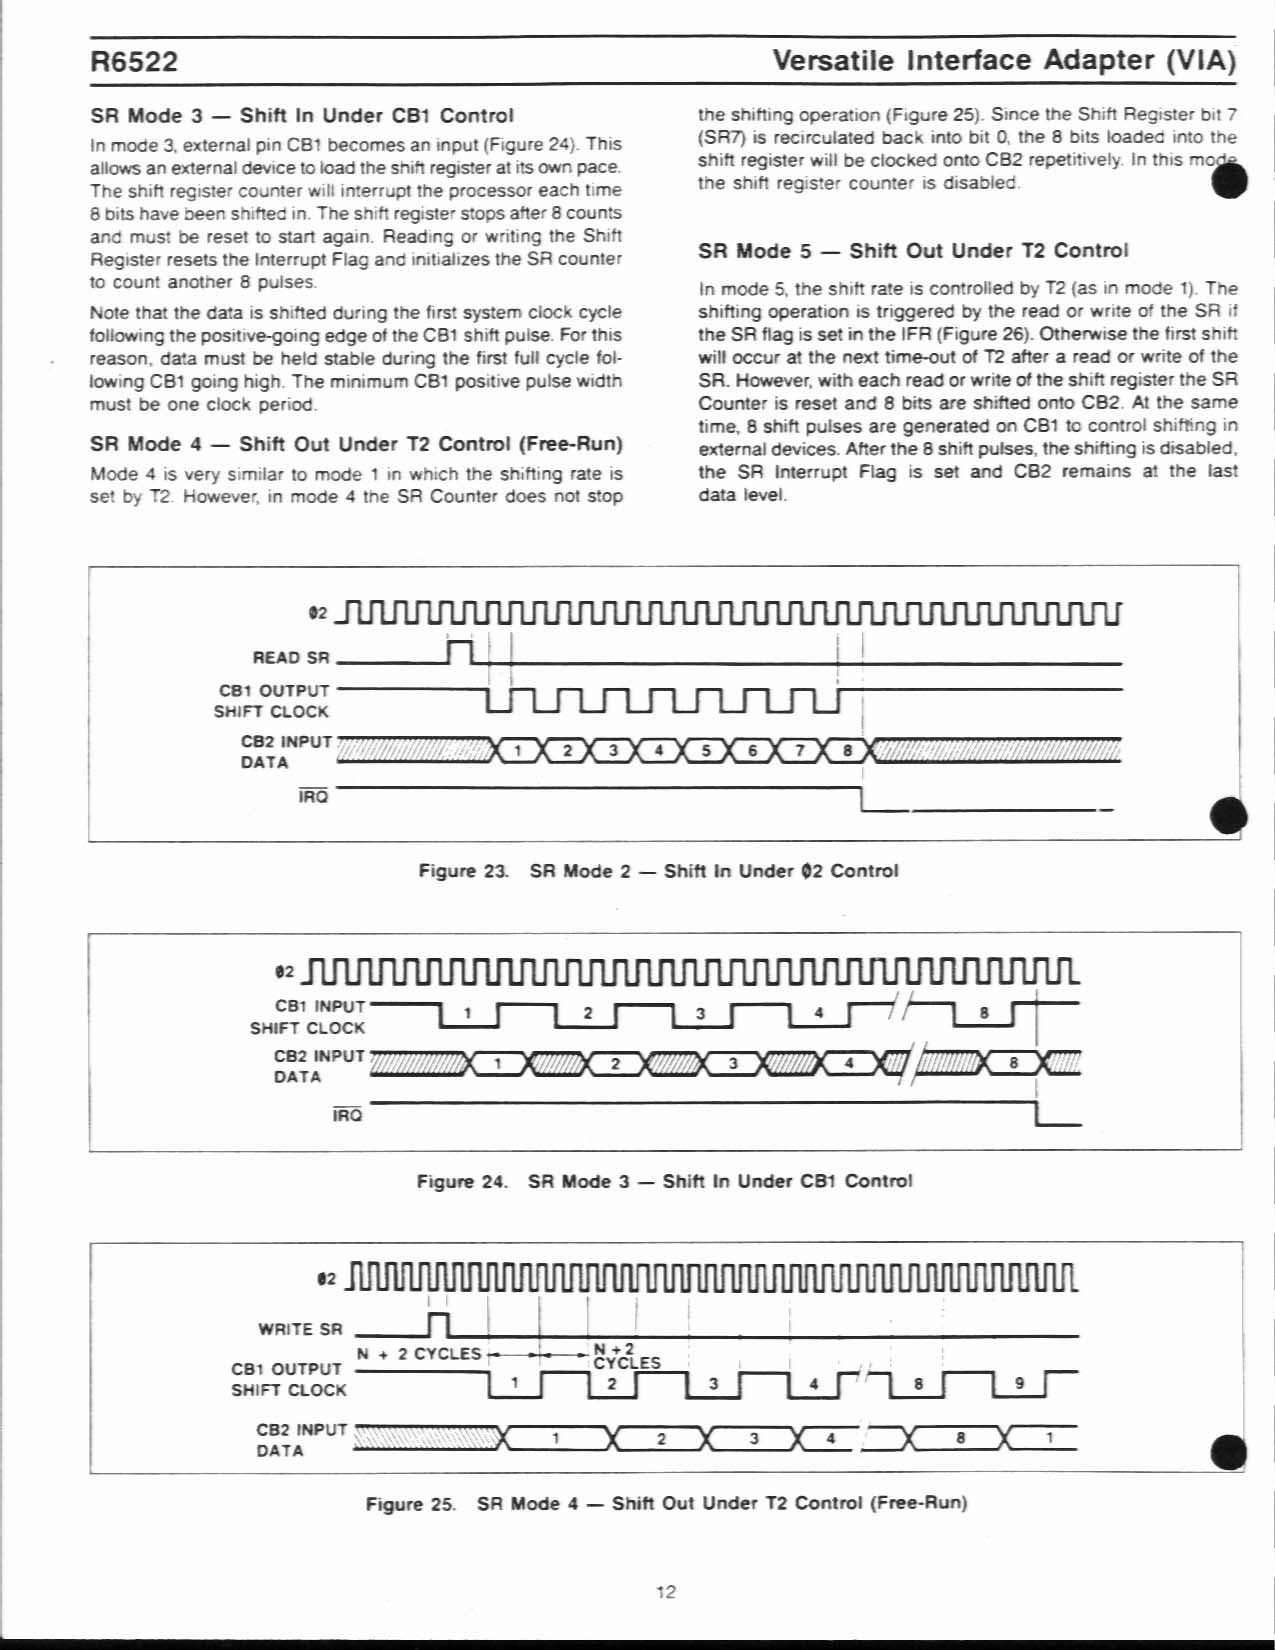 R6522
Versatile Interface Adapter (VIA)
SR Mode 3 — Shift In Under CB1 Control
In mode 3, external pin CB1 becomes an input (Figure 24). This
allows an external device to load the shift register at its own pace.
The shift register counter will interrupt the processor each time
8 bits have been shifted in. The shift register stops after 8 counts
and must be reset to start again. Reading or writing the Shift
Register resets the Interrupt Flag and initializes the SR counter
to count another 8 pulses.
Note that the data is shifted during the first system clock cycle
following the positive-going edge of the CB1 shift pulse. For this
reason, data must be held stable during the first full cycle fol-
lowing CB1 going high. The minimum CB1 positive pulse width
must be one clock period.
SR Mode 4 — Shift Out Under T2 Control (Free-Run)
Mode 4 is very similar to mode 1 in which the shifting rate is
set by T2. However, in mode 4 the SR Counter does not stop
the shifting operation (Figure 25). Since the Shift Register bit 7
(SR7) is recirculated back into bit 0, the 8 bits loaded into the
shift register will be clocked onto CB2 repetitively. In this mode
the shift register counter is disabled.
SR Mode 5 — Shift Out Under T2 Control
In mode 5, the shift rate is controlled by T2 (as in mode 1). The
shifting operation is triggered by the read or write of the SR if
the SR flag is set in the IFR (Figure 26). Otherwise the first shift
will occur at the next time-out of T2 after a read or write of the
SR. However, with each read or write of the shift register the SR
Counter is reset and 8 bits are shifted onto CB2. At the same
time, 8 shift pulses are generated on CB1 to control shifting in
external devices. After the 8 shift pulses, the shifting is disabled,
the SR Interrupt Flag is set and CB2 remains at the last
data level.
Ø2
READ SR
CB1 OUTPUT
SHIFT CLOCK
CB2 INPUT
DATA
1 2 3 4 5 6 7 8
IRQ
Figure 23. SR Mode 2 — Shift In Under Ø2 Control
Ø2
CB1 INPUT
SHIFT CLOCK
1 2 3 4 8
CB2 INPUT
DATA
1 2 3 4 8
IRQ
Figure 24. SR Mode 3 — Shift In Under CB1 Control
Ø2
WRITE SR
N + 2 CYCLES
N + 2
CYCLES
CB1 OUTPUT
SHIFT CLOCK
1 2 3 4 8 9
CB2 INPUT
DATA
1 2 3 4 8 1
Figure 25. SR Mode 4 — Shift Out Under T2 Control (Free-Run)
12